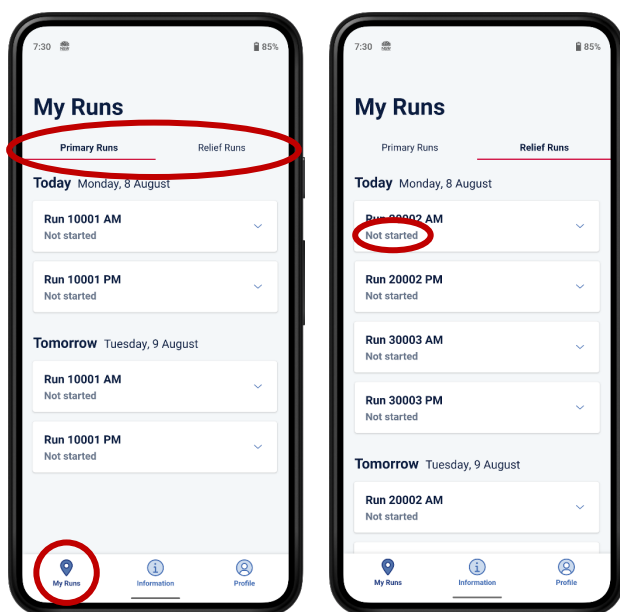 7:30 85%
My Runs
Primary Runs Relief Runs
Today Monday, 8 August
Run 10001 AM
Not started
Run 10001 PM
Not started
Tomorrow Tuesday, 9 August
Run 10001 AM
Not started
Run 10001 PM
Not started
My Runs Information Profile
7:30 85%
My Runs
Primary Runs Relief Runs
Today Monday, 8 August
Run 20002 AM
Not started
Run 20002 PM
Not started
Run 30003 AM
Not started
Run 30003 PM
Not started
Tomorrow Tuesday, 9 August
Run 20002 AM
Not started
My Runs Information Profile